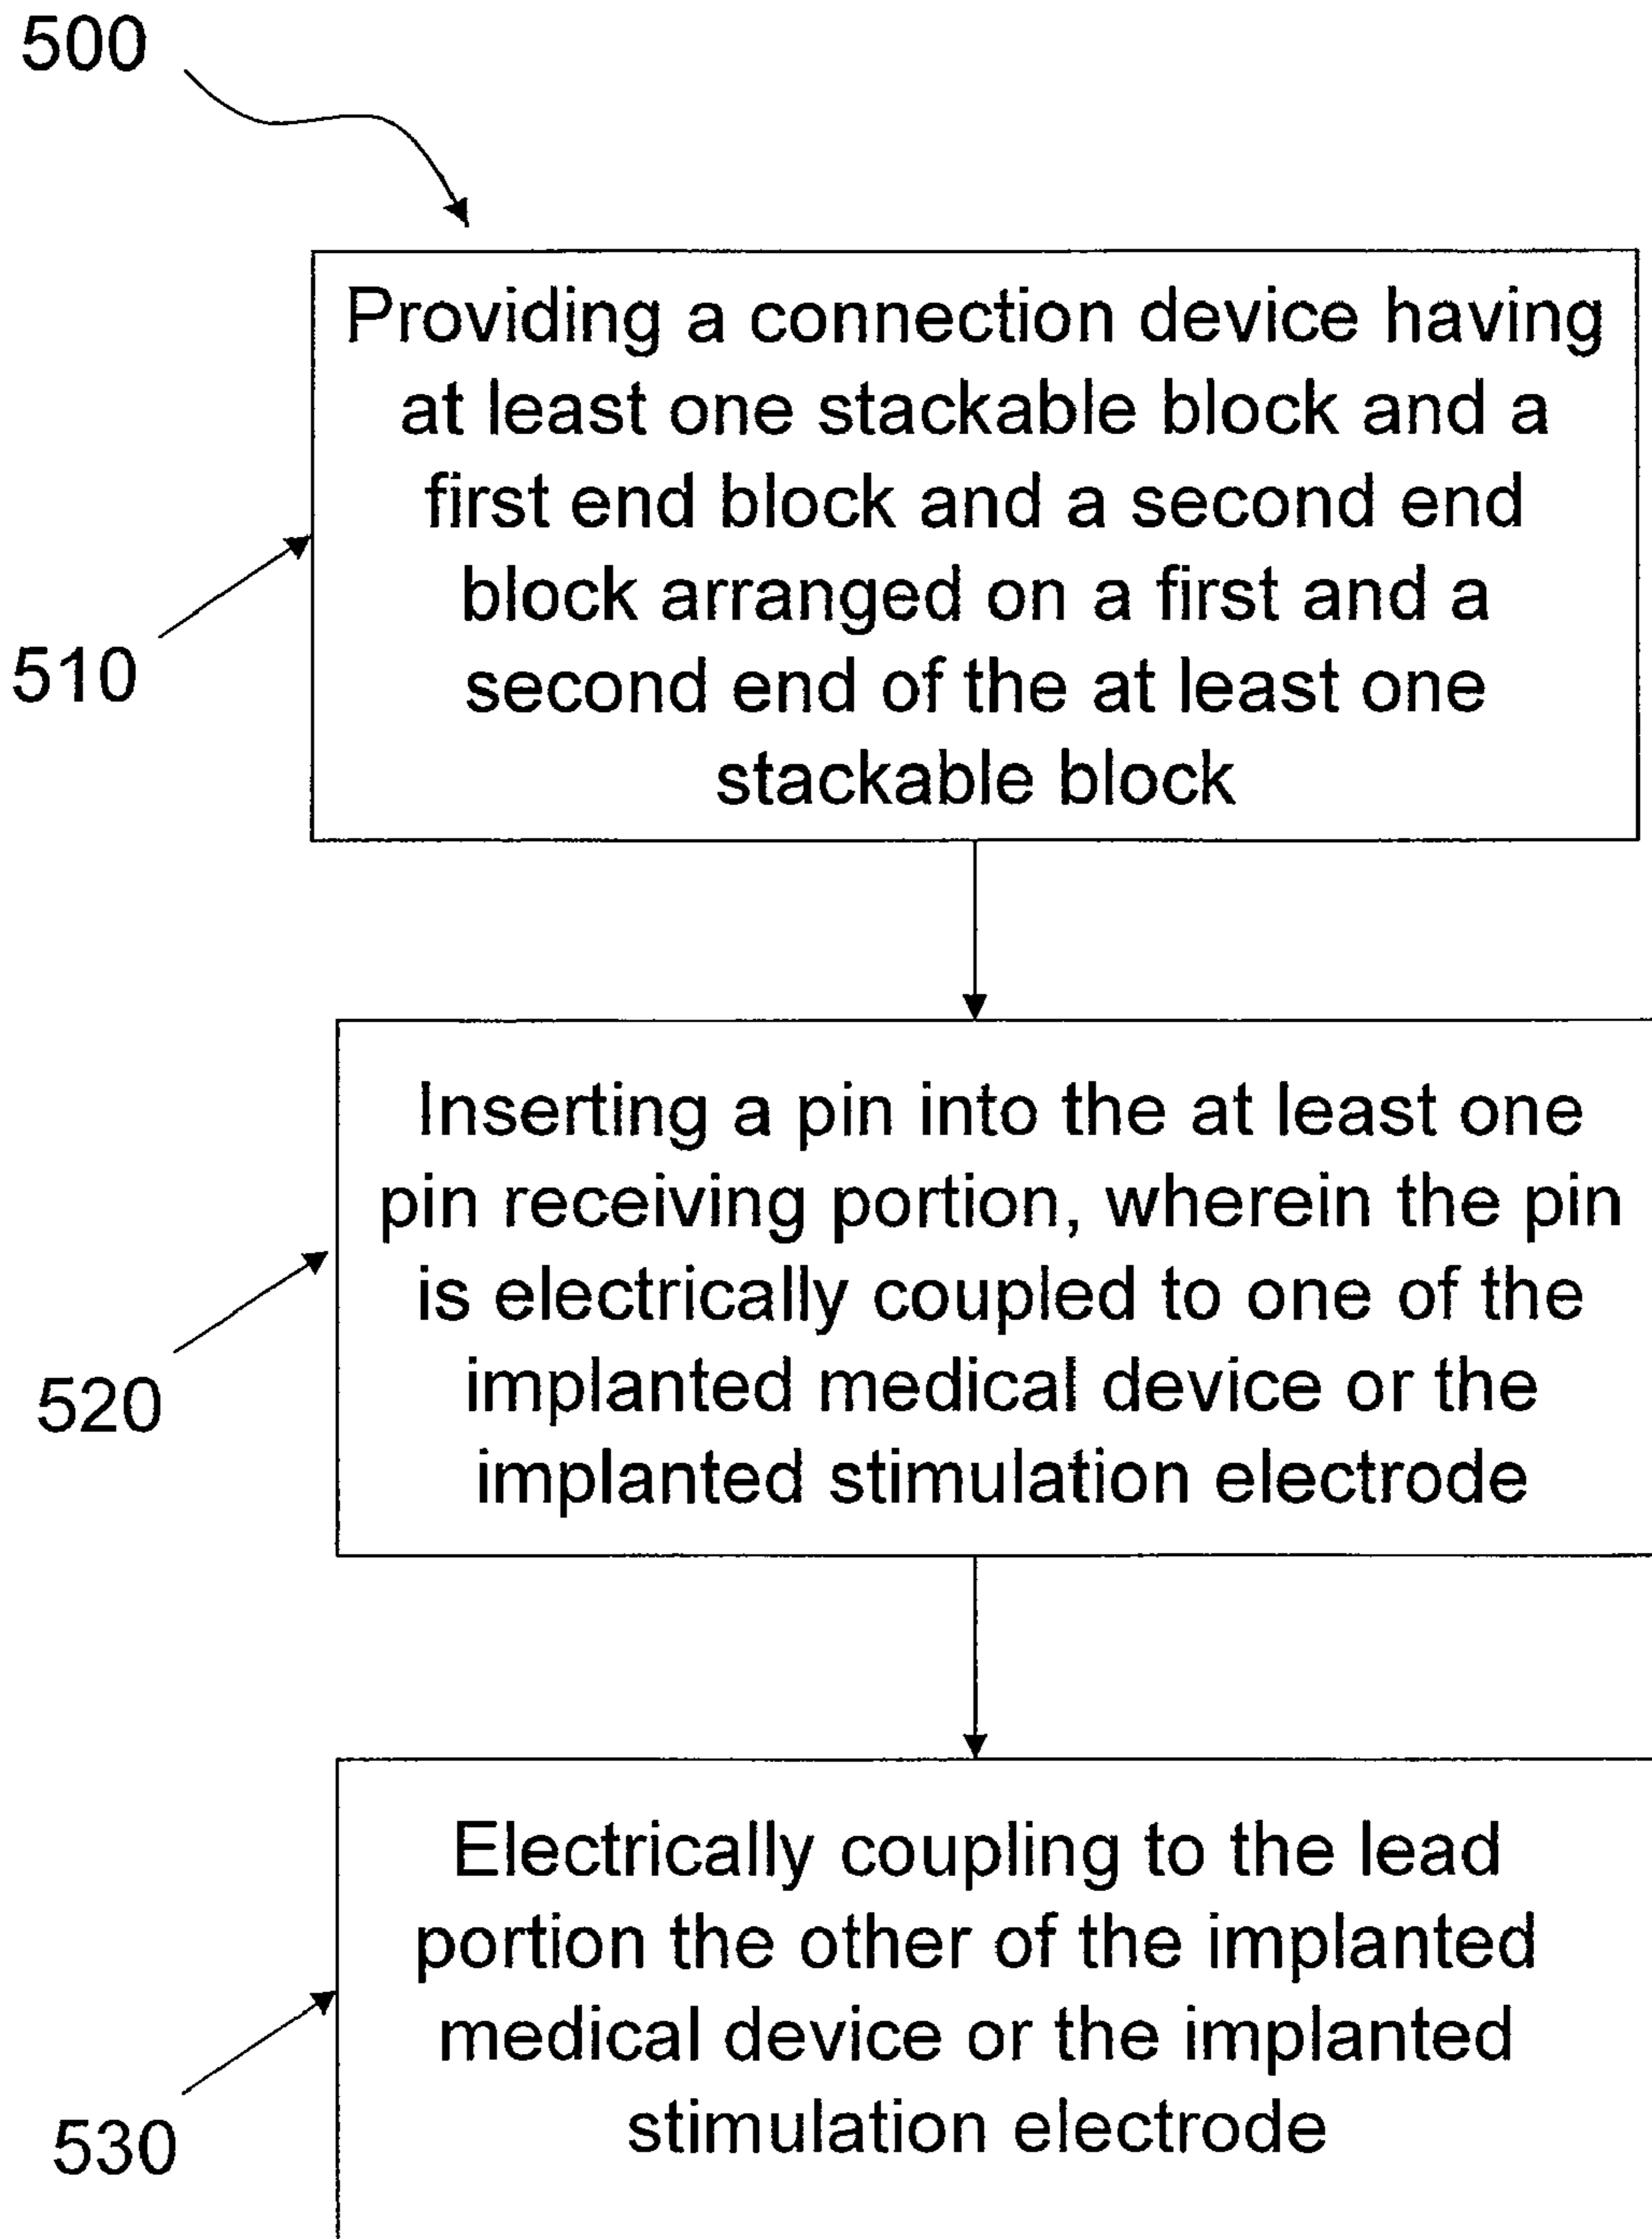 500
Providing a connection device having
at least one stackable block and a
first end block and a second end
block arranged on a first and a
second end of the at least one
stackable block
510
Inserting a pin into the at least one
pin receiving portion, wherein the pin
is electrically coupled to one of the
implanted medical device or the
implanted stimulation electrode
520
Electrically coupling to the lead
portion the other of the implanted
medical device or the implanted
stimulation electrode
530